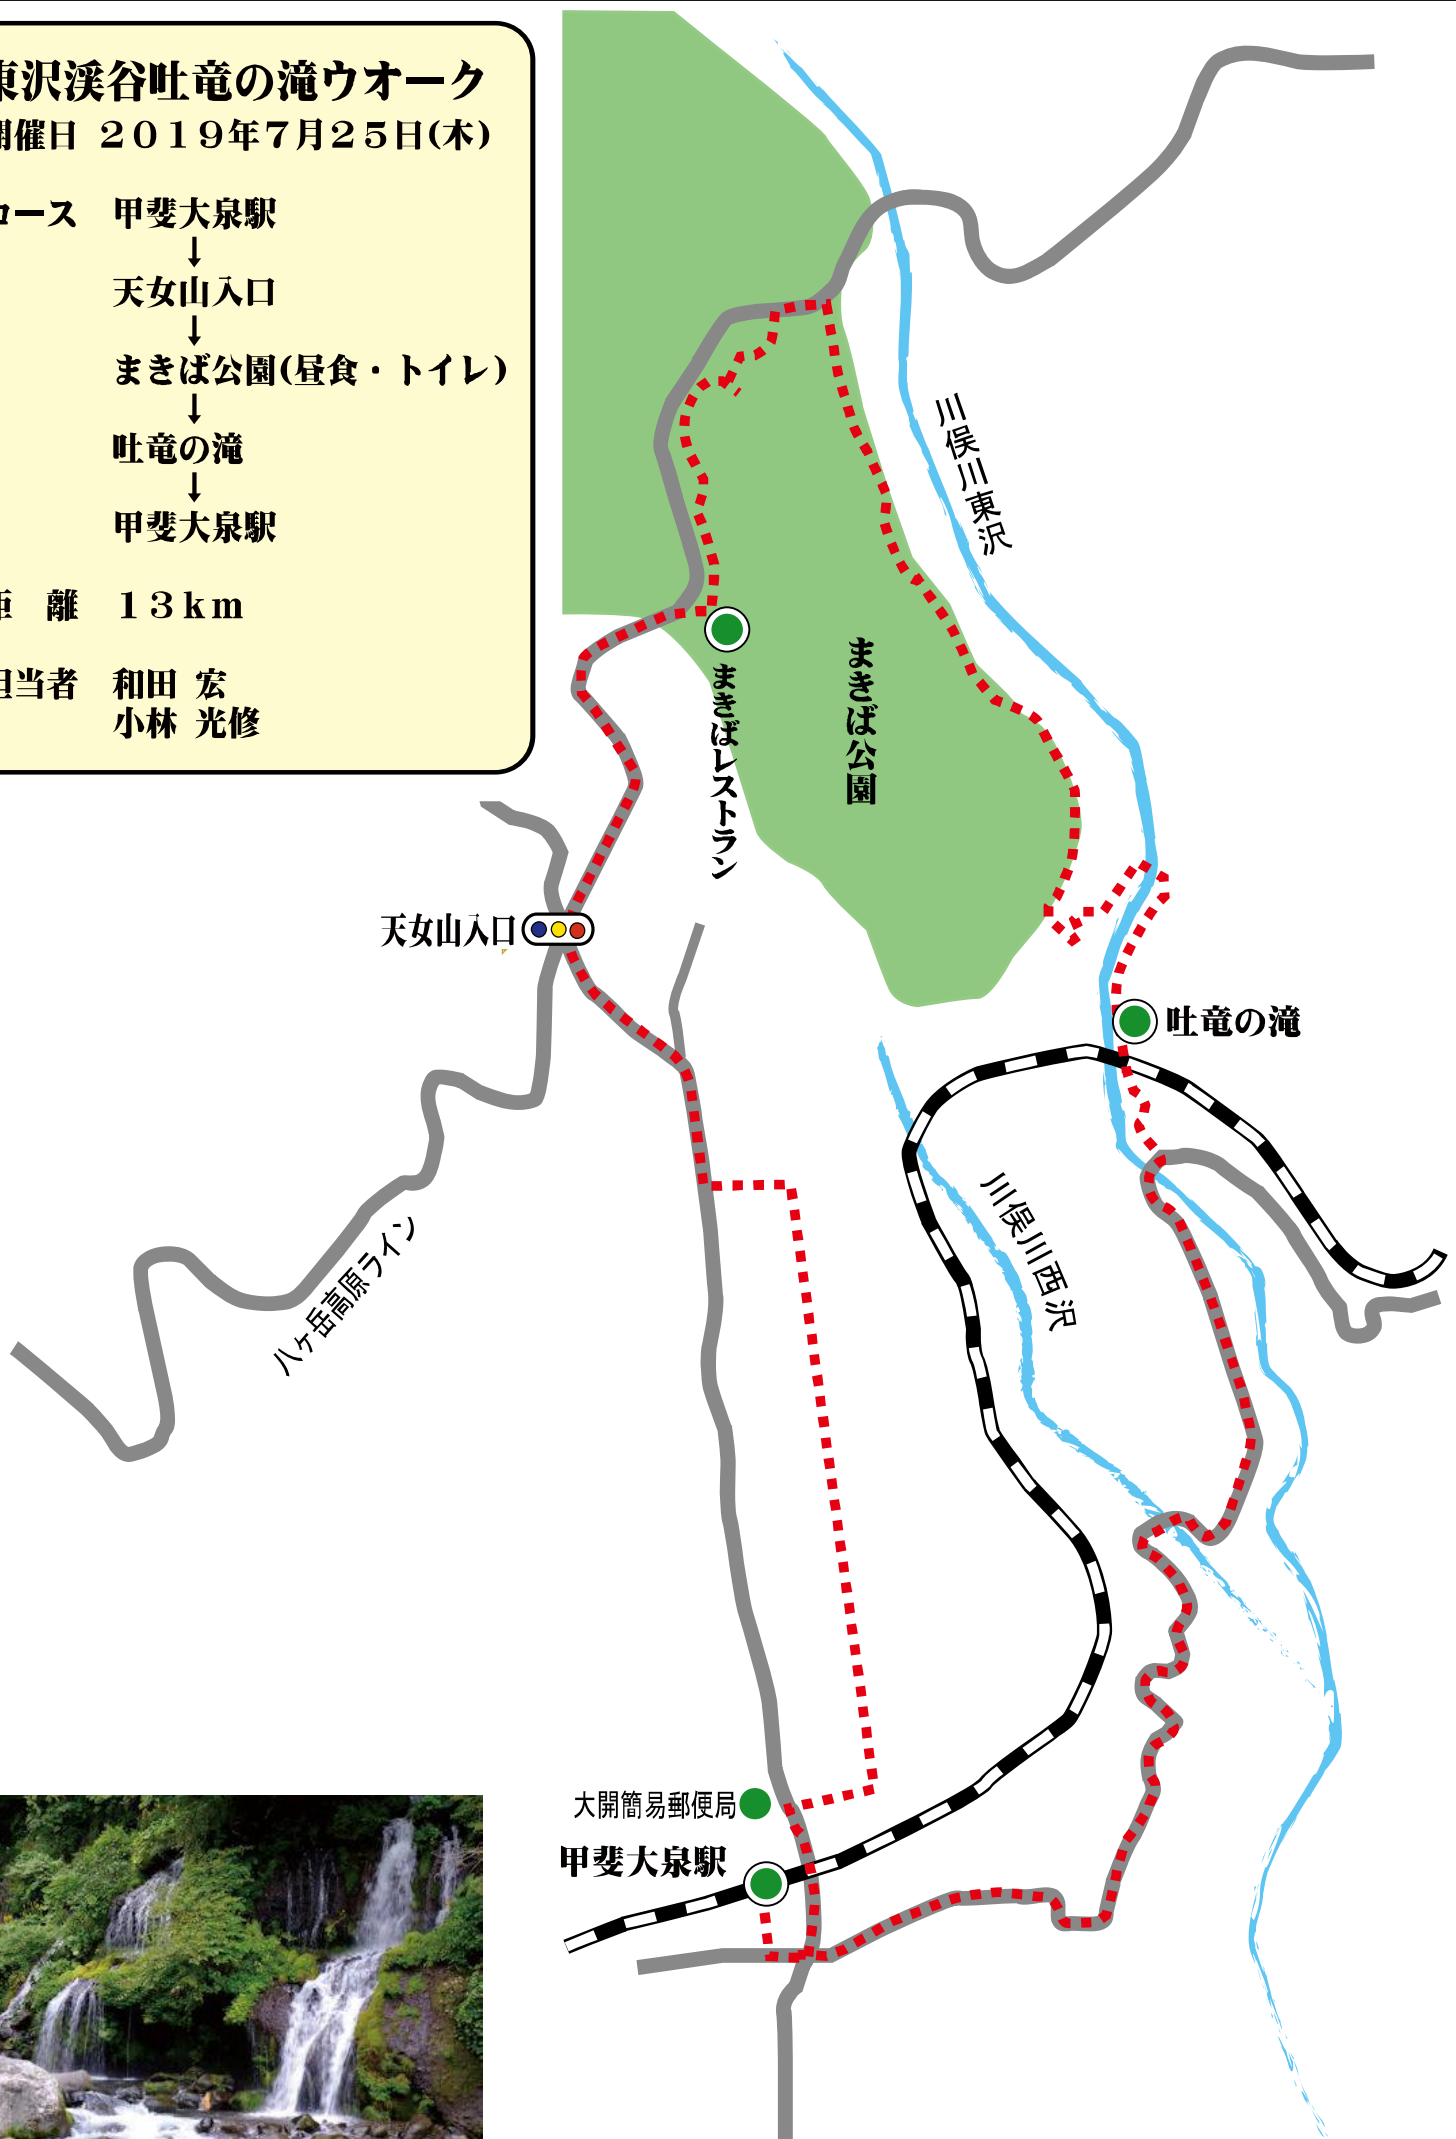 東沢渓谷吐竜の滝ウオーク
開催日 2019年7月25日(木)
コース 甲斐大泉駅
↓
天女山入口
↓
まきば公園(昼食・トイレ)
↓
吐竜の滝
↓
甲斐大泉駅
距 離 13km
担当者 和田 宏
小林 光修
川俣川東沢
まきば公園
まきばレストラン
天女山入口
吐竜の滝
川俣川西沢
八ヶ岳高原ライン
大開簡易郵便局
甲斐大泉駅